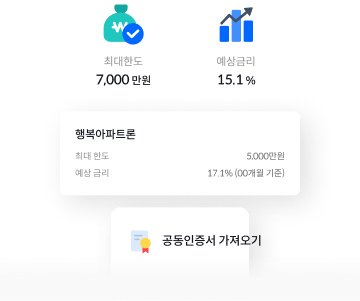 최대한도 예상금리
7,000 만원 15.1 %
행복아파트론
최대 한도 5.000만원
예상 금리 17.1% (00개월 기준)
공동인증서 가져오기